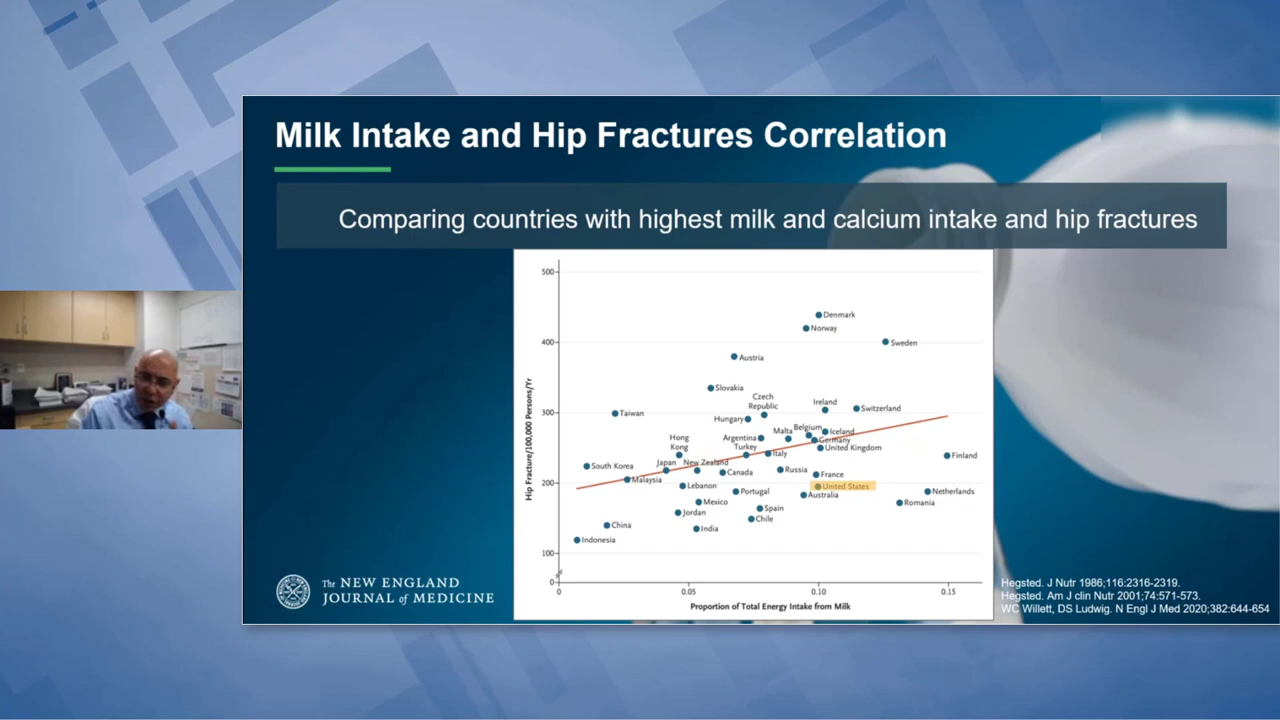 Milk Intake and Hip Fractures Correlation
Comparing countries with highest milk and calcium intake and hip fractures
Hip Fracture/100,000 Persons/Yr
500
400
300
200
100
0
Denmark
Norway
Sweden
Austria
Slovakia
Czech
Republic
Ireland
Switzerland
Taiwan
Hungary
Malta
Belgium
Iceland
Hong
Kong
Argentina
Germany
Turkey
United Kingdom
Italy
Finland
Japan
New Zealand
South Korea
Canada
Russia
France
Malaysia
Lebanon
United States
Portugal
Netherlands
Australia
Mexico
Romania
Spain
Jordan
Chile
China
India
Indonesia
0
0.05
0.10
0.15
Proportion of Total Energy Intake from Milk
The NEW ENGLAND
JOURNAL of MEDICINE
Hegsted. J Nutr 1986;116:2316-2319.
Hegsted. Am J clin Nutr 2001;74:571-573.
WC Willett, DS Ludwig. N Engl J Med 2020;382:644-654